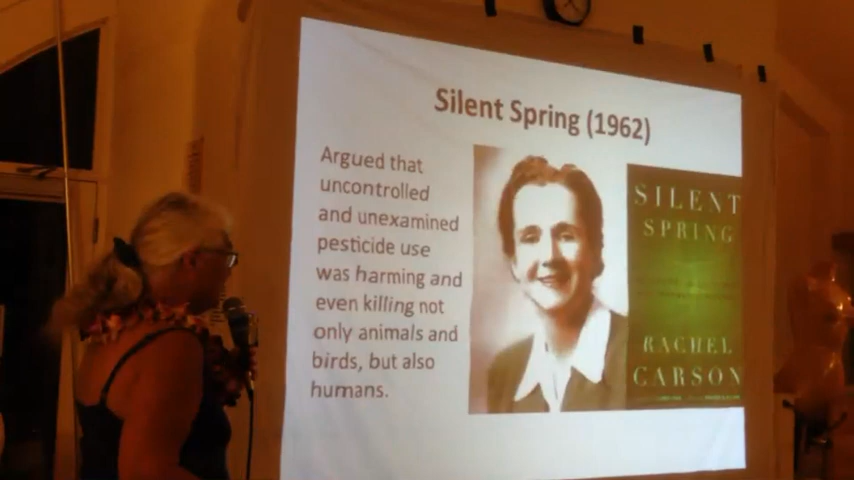 Silent Spring (1962)
Argued that
uncontrolled
and unexamined
pesticide use
was harming and
even killing not
only animals and
birds, but also
humans.
SILENT
SPRING
RACHEL
CARSON